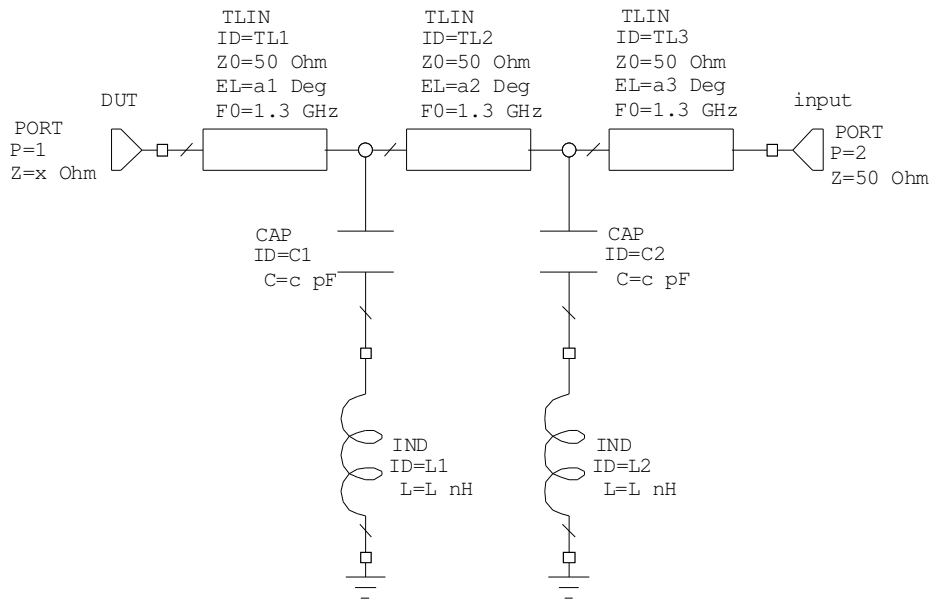 TLIN
ID=TL1
Z0=50 Ohm
EL=a1 Deg
F0=1.3 GHz
TLIN
ID=TL2
Z0=50 Ohm
EL=a2 Deg
F0=1.3 GHz
TLIN
ID=TL3
Z0=50 Ohm
EL=a3 Deg
F0=1.3 GHz
DUT
PORT
P=1
Z=x Ohm
input
PORT
P=2
Z=50 Ohm
CAP
ID=C1
C=c pF
CAP
ID=C2
C=c pF
IND
ID=L1
L=L nH
IND
ID=L2
L=L nH